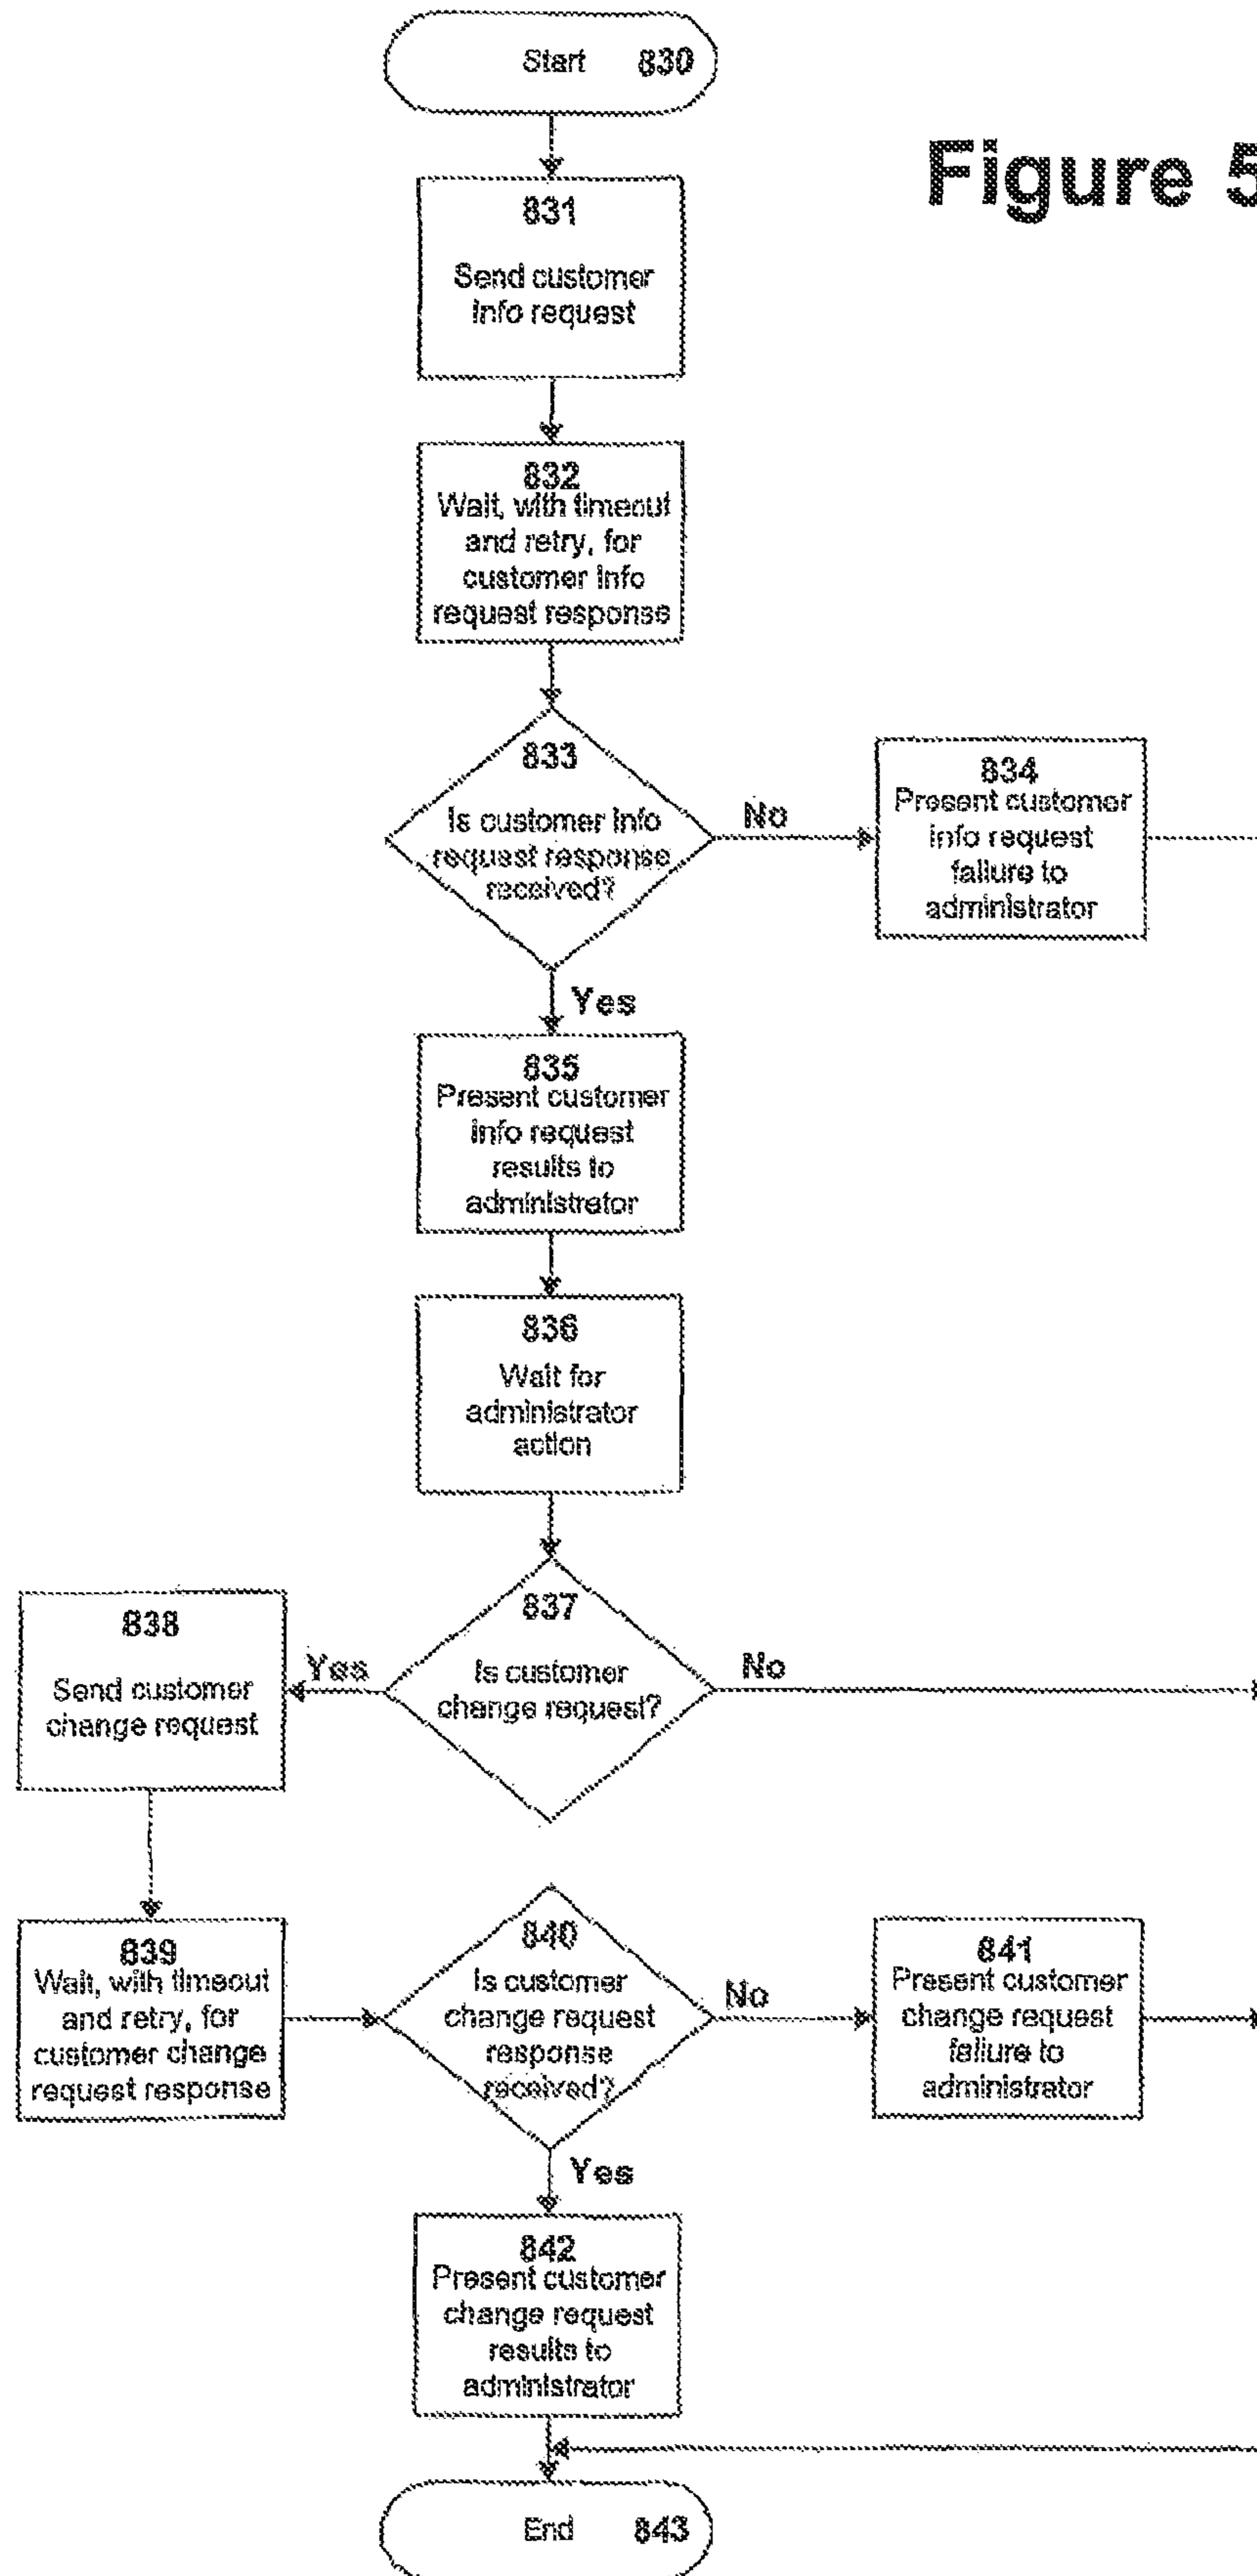 Start 830
Figure 5
831
Send customer
info request
832
Wait, with timeout
and retry, for
customer info
request response
833
Is customer info
request response
received?
No
834
Present customer
info request
failure to
administrator
Yes
835
Present customer
info request
results to
administrator
836
Wait for
administrator
action
837
Is customer
change request?
Yes
No
838
Send customer
change request
839
Wait, with timeout
and retry, for
customer change
request response
840
Is customer
change request
response
received?
No
841
Present customer
change request
failure to
administrator
Yes
842
Present customer
change request
results to
administrator
End 843